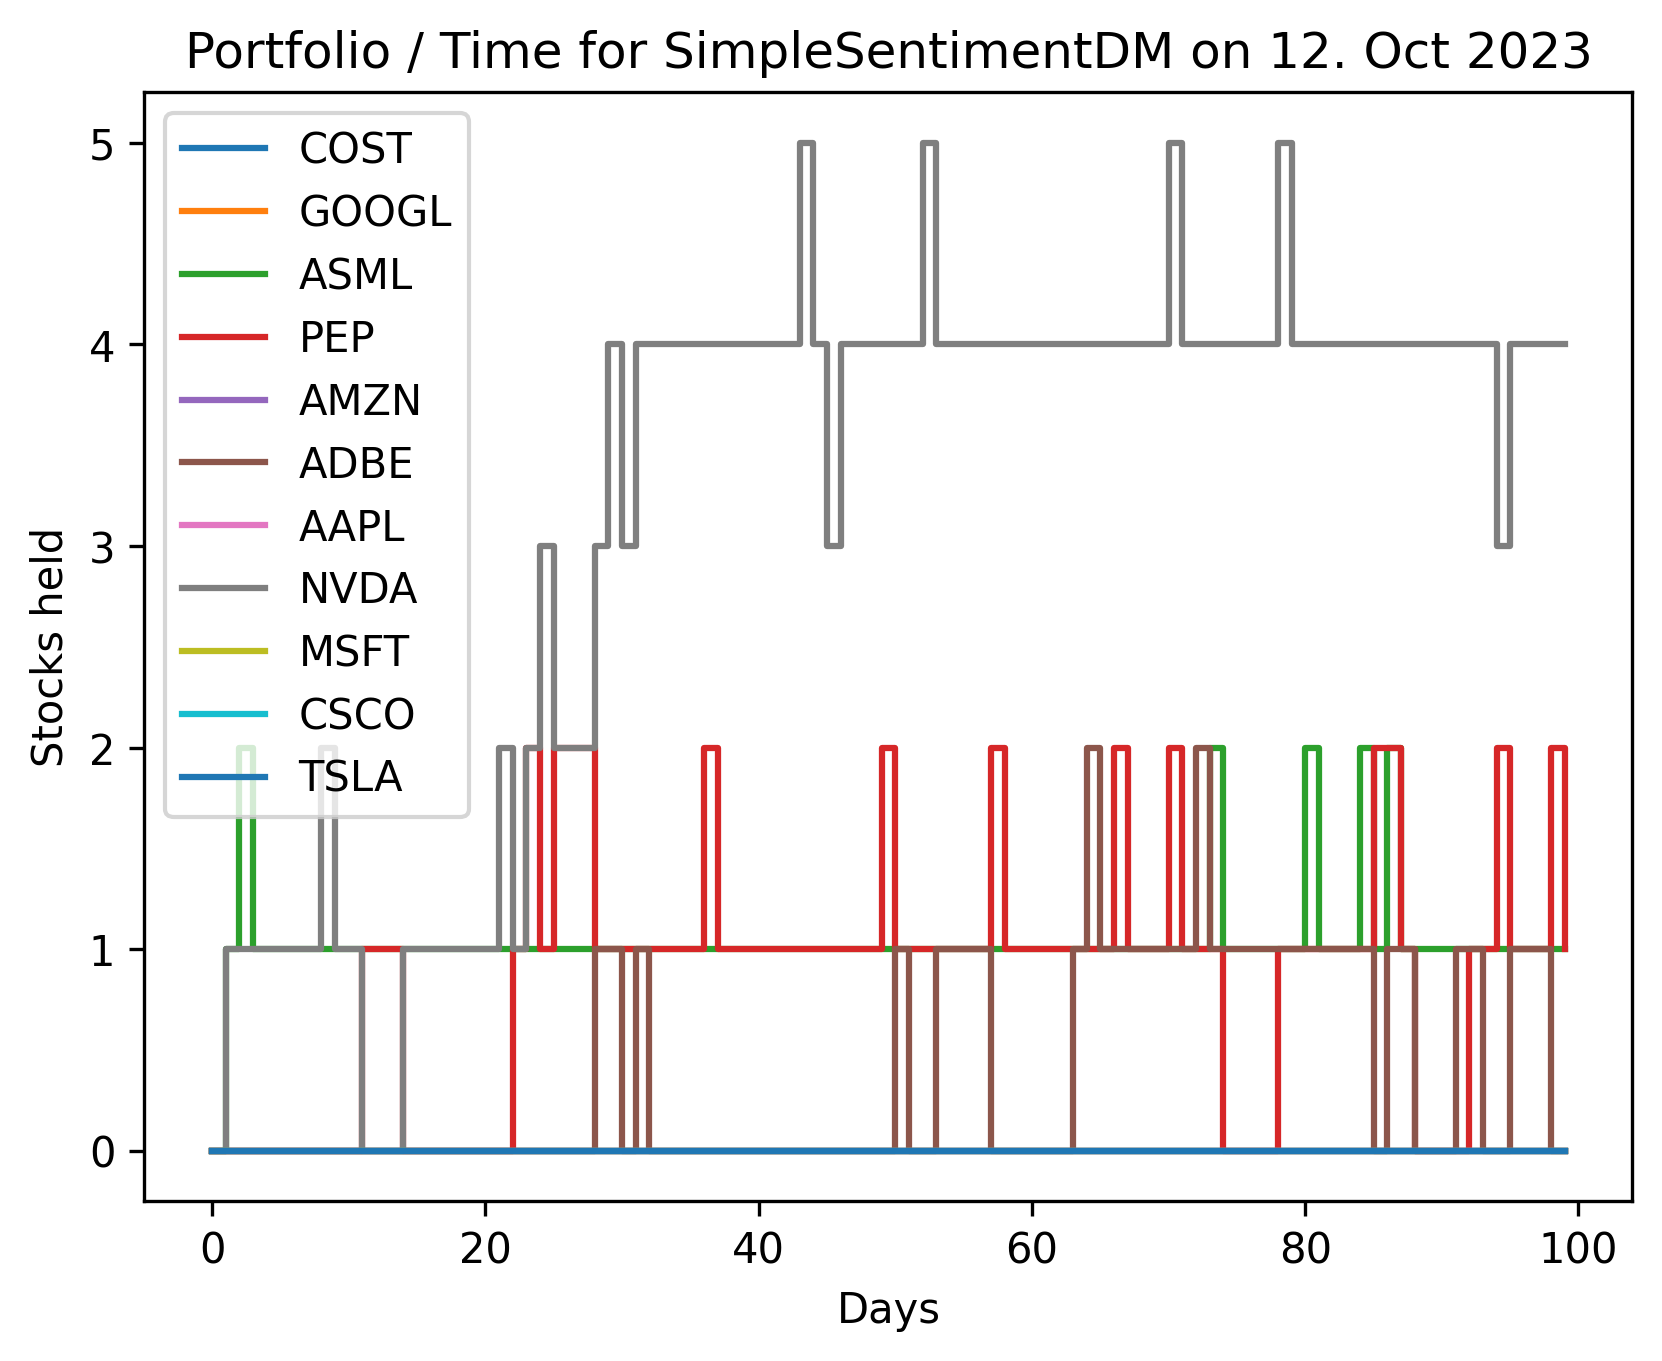 Portfolio / Time for SimpleSentimentDM on 12. Oct 2023
5
4
3
2
1
0
Stocks held
COST
GOOGL
ASML
PEP
AMZN
ADBE
AAPL
NVDA
MSFT
CSCO
TSLA
0 20 40 60 80 100
Days